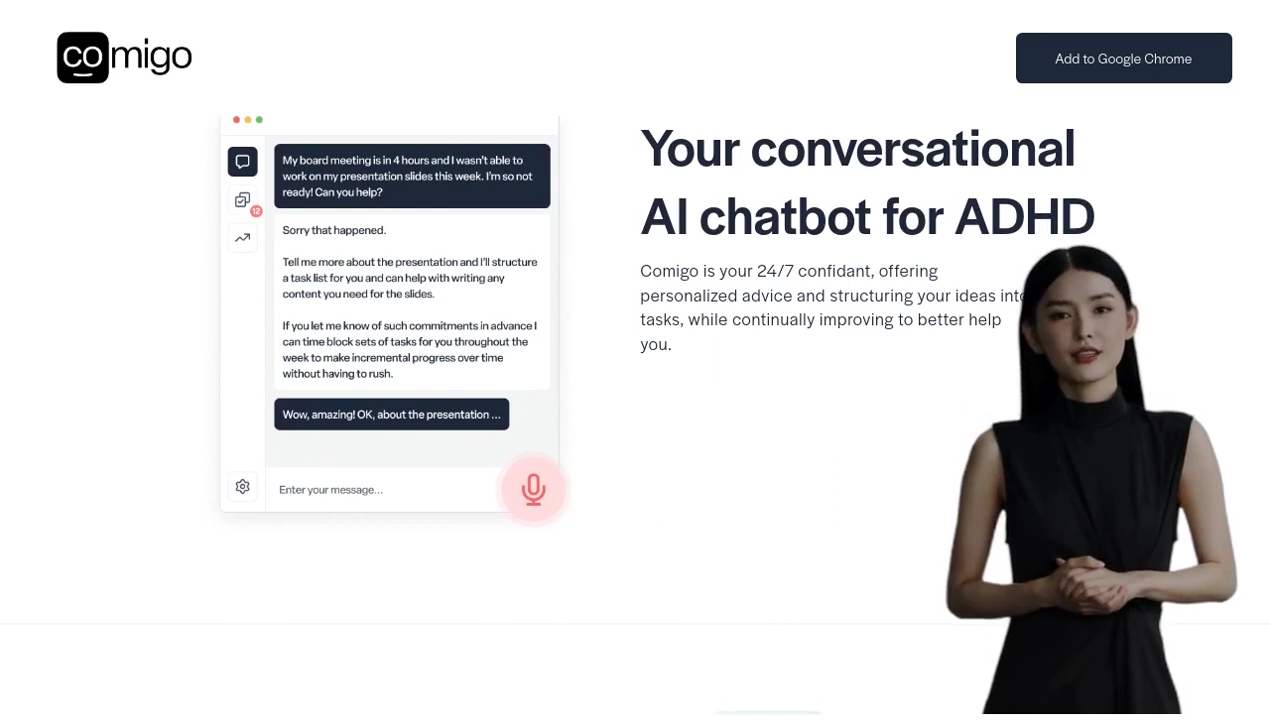 comigo
Add to Google Chrome
My board meeting is in 4 hours and I wasn't able to
work on my presentation slides this week. I'm so not
ready! Can you help?
12
Sorry that happened.
Tell me more about the presentation and I'll structure
a task list for you and can help with writing any
content you need for the slides.
If you let me know of such commitments in advance I
can time block sets of tasks for you throughout the
week to make incremental progress over time
without having to rush.
Wow, amazing! OK, about the presentation ...
Enter your message...
Your conversational
AI chatbot for ADHD
Comigo is your 24/7 confidant, offering
personalized advice and structuring your ideas into
tasks, while continually improving to better help
you.